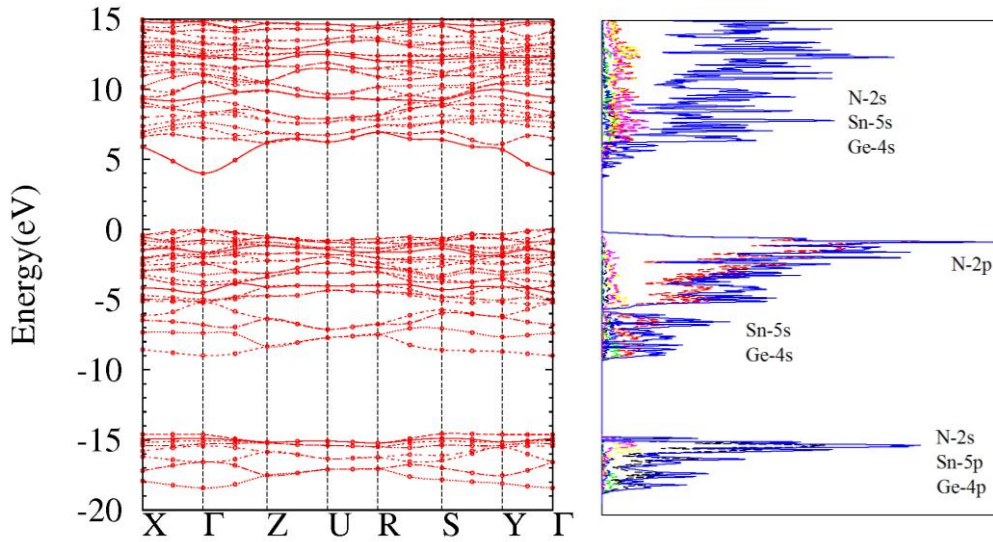 Energy(eV)
15
10
5
0
-5
-10
-15
-20
X Γ Z U R S Y Γ
N-2s
Sn-5s
Ge-4s
N-2p
Sn-5s
Ge-4s
N-2s
Sn-5p
Ge-4p